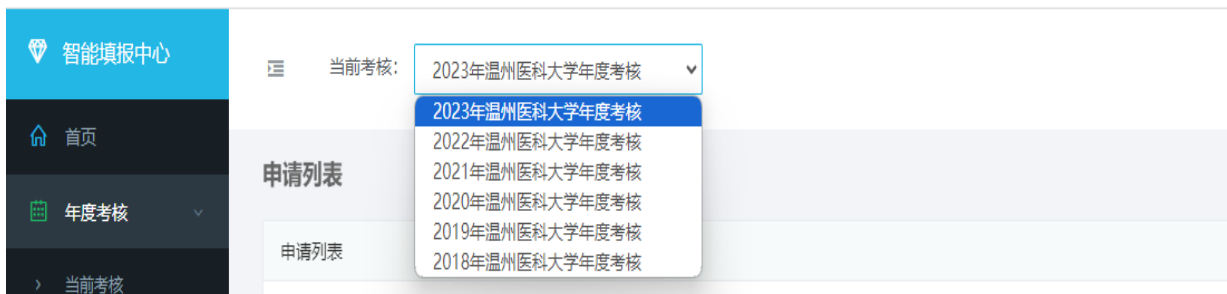 智能填报中心
当前考核：
2023年温州医科大学年度考核
2023年温州医科大学年度考核
2022年温州医科大学年度考核
2021年温州医科大学年度考核
2020年温州医科大学年度考核
2019年温州医科大学年度考核
2018年温州医科大学年度考核
首页
申请列表
年度考核
申请列表
当前考核